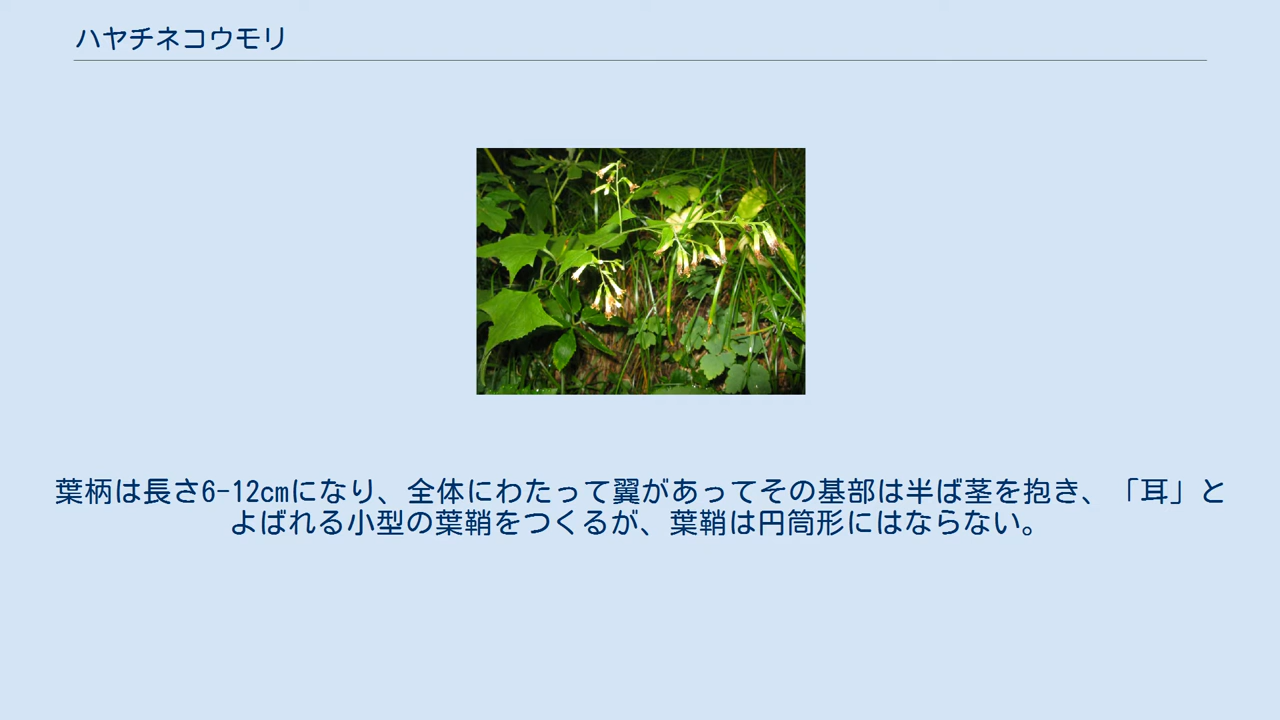 ハヤチネコウモリ
葉柄は長さ6-12cmになり、全体にわたって翼があってその基部は半ば茎を抱き、「耳」と
よばれる小型の葉鞘をつくるが、葉鞘は円筒形にはならない。